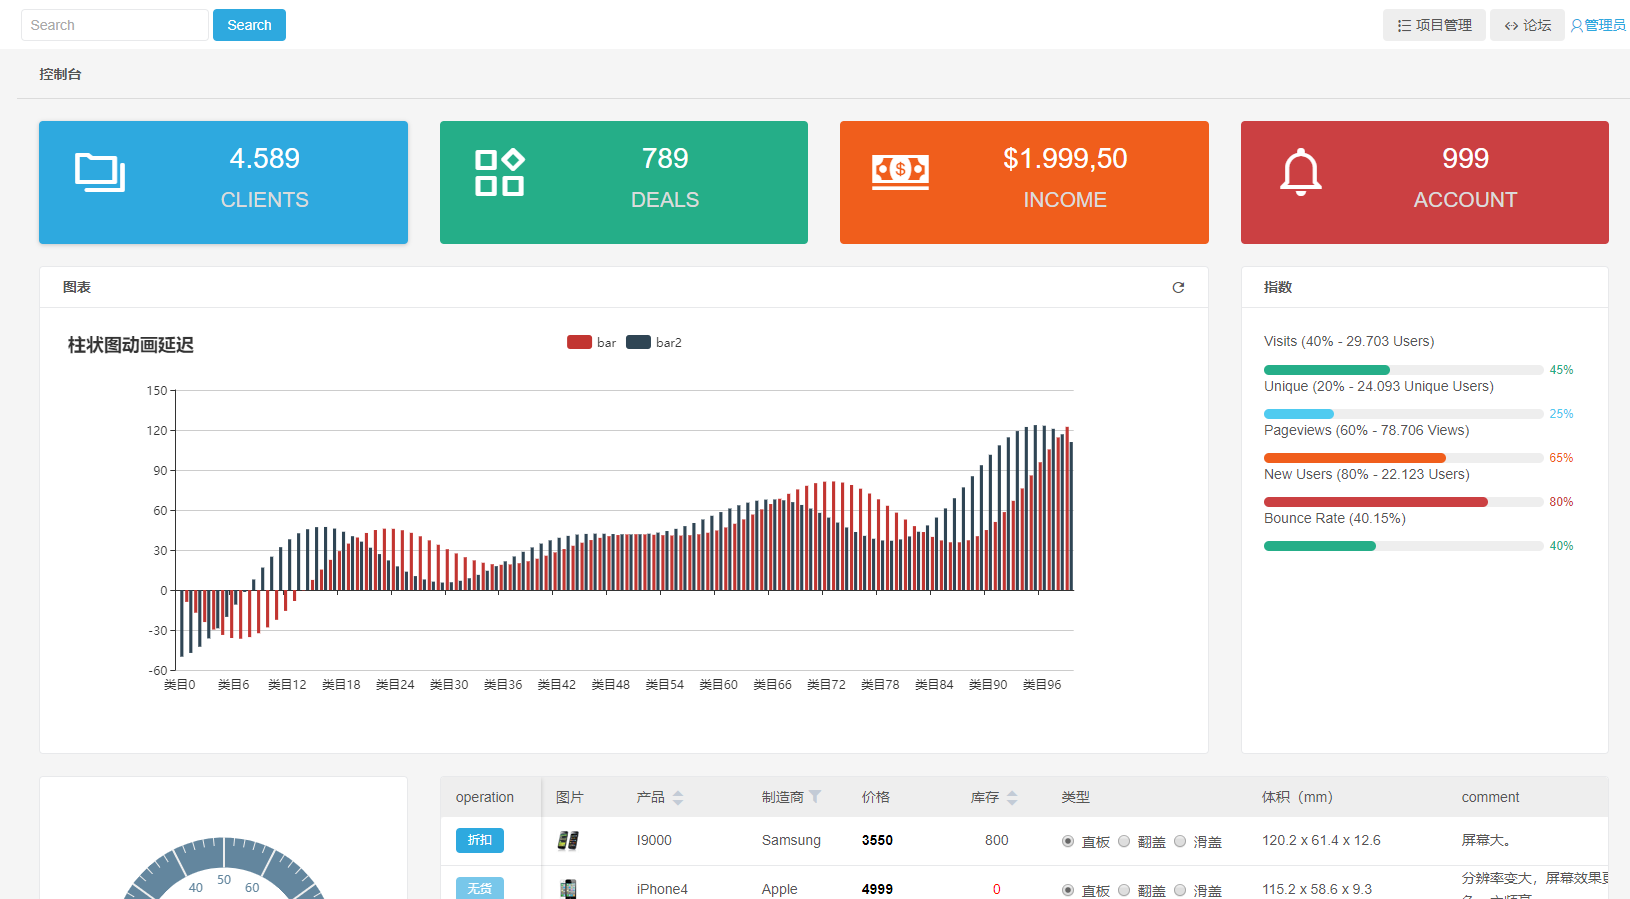 Search Search 项目管理 论坛 管理员
控制台
4.589
CLIENTS
789
DEALS
$1.999,50
INCOME
999
ACCOUNT
图表
柱状图动画延迟
bar bar2
150
120
90
60
30
0
-30
-60
类目0 类目6 类目12 类目18 类目24 类目30 类目36 类目42 类目48 类目54 类目60 类目66 类目72 类目78 类目84 类目90 类目96
指数
Visits (40% - 29.703 Users)
45%
Unique (20% - 24.093 Unique Users)
25%
Pageviews (60% - 78.706 Views)
65%
New Users (80% - 22.123 Users)
80%
Bounce Rate (40.15%)
40%
40 50 60
operation 图片 产品 制造商 价格 库存 类型 体积（mm） comment
折扣 I9000 Samsung 3550 800 直板 翻盖 滑盖 120.2 x 61.4 x 12.6 屏幕大。
无货 iPhone4 Apple 4999 0 直板 翻盖 滑盖 115.2 x 58.6 x 9.3 分辨率变大，屏幕效果更